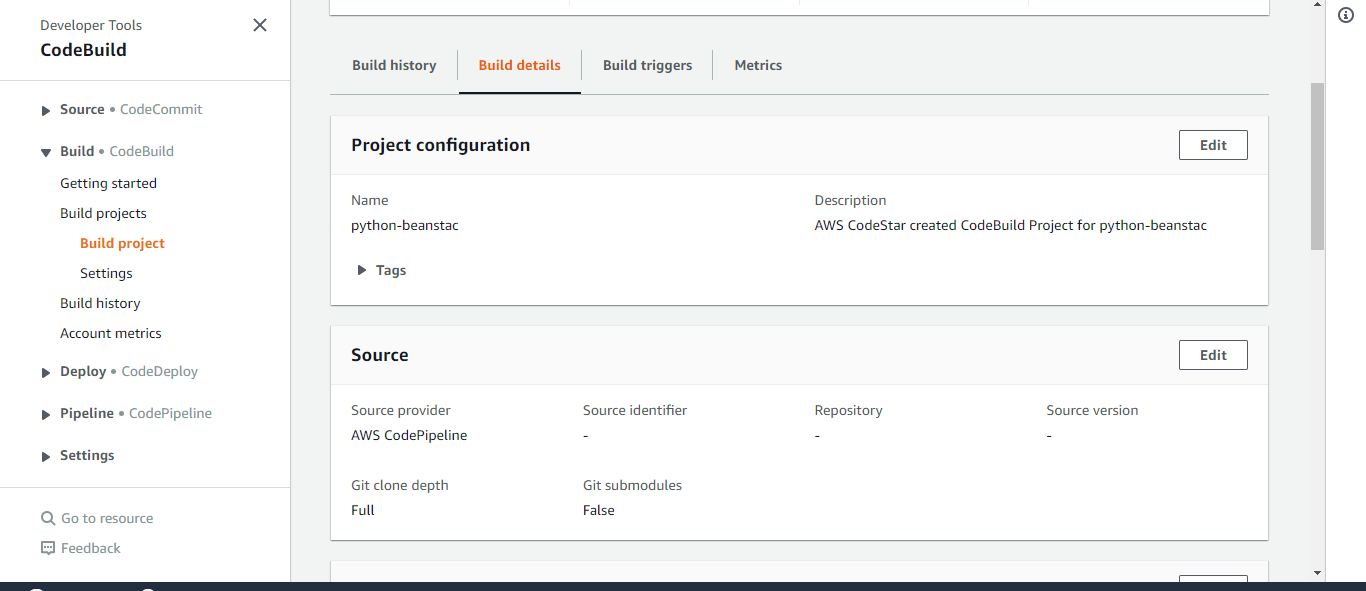 Developer Tools
CodeBuild
Source • CodeCommit
Build • CodeBuild
Getting started
Build projects
Build project
Settings
Build history
Account metrics
Deploy • CodeDeploy
Pipeline • CodePipeline
Settings
Go to resource
Feedback
Build history Build details Build triggers Metrics
Project configuration Edit
Name Description
python-beanstac AWS CodeStar created CodeBuild Project for python-beanstac
Tags
Source Edit
Source provider Source identifier Repository Source version
AWS CodePipeline - - -
Git clone depth Git submodules
Full False